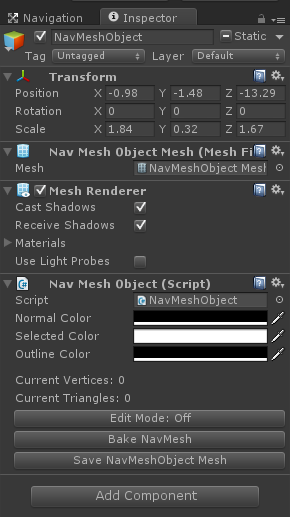 Navigation Inspector
NavMeshObject Static
Tag Untagged Layer Default
Transform
Position X -0.98 Y -1.48 Z -13.29
Rotation X 0 Y 0 Z 0
Scale X 1.84 Y 0.32 Z 1.67
Nav Mesh Object Mesh (Mesh Fi
Mesh NavMeshObject Mesh
Mesh Renderer
Cast Shadows
Receive Shadows
Materials
Use Light Probes
Nav Mesh Object (Script)
Script NavMeshObject
Normal Color
Selected Color
Outline Color
Current Vertices: 0
Current Triangles: 0
Edit Mode: Off
Bake NavMesh
Save NavMeshObject Mesh
Add Component